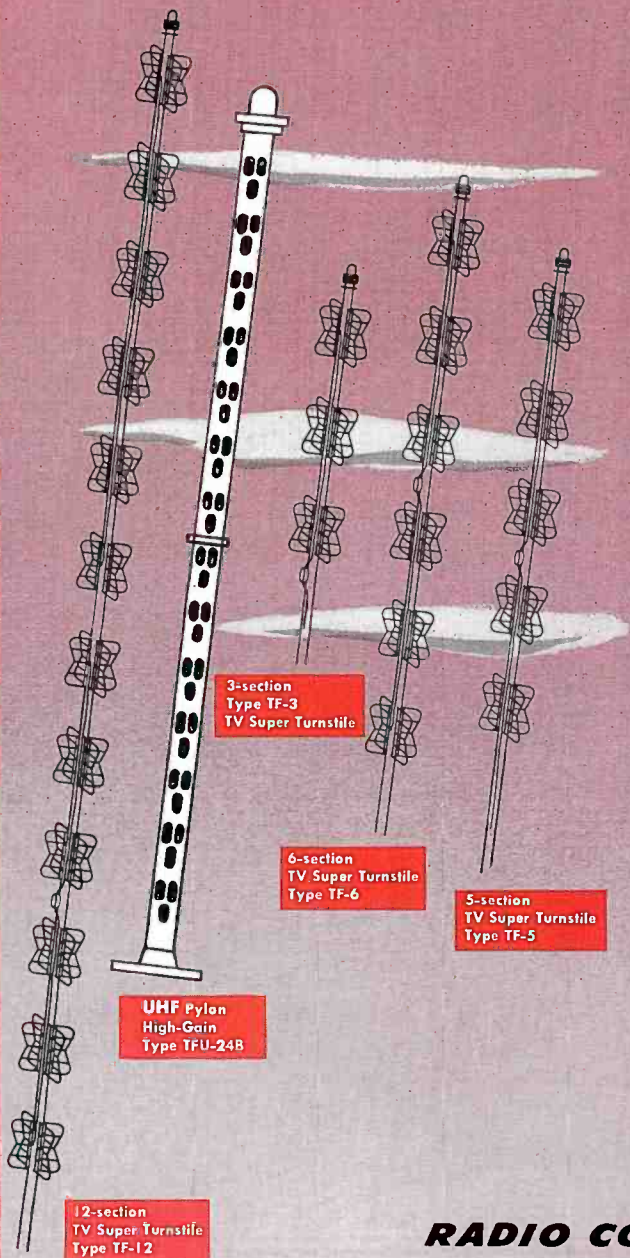 3-section
Type TF-3
TV Super Turnstile
6-section
TV Super Turnstile
Type TF-6
5-section
TV Super Turnstile
Type TF-5
UHF Pylon
High-Gain
Type TFU-24B
12-section
TV Super Turnstile
Type TF-12
RADIO CO